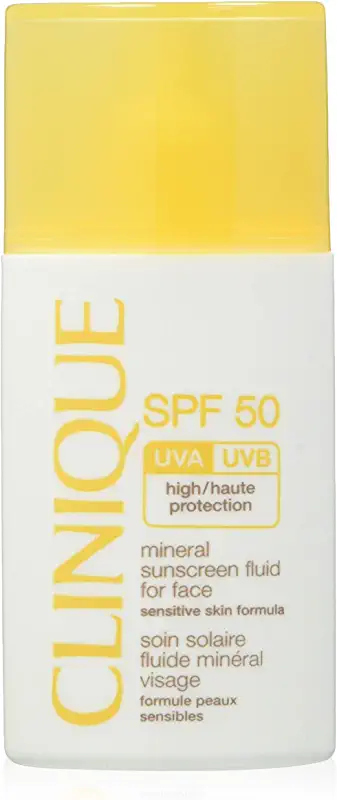 CLINIQUE
SPF 50
UVA UVB
high/haute
protection
mineral
sunscreen fluid
for face
sensitive skin formula
soin solaire
fluide minéral
visage
formule peaux
sensibles